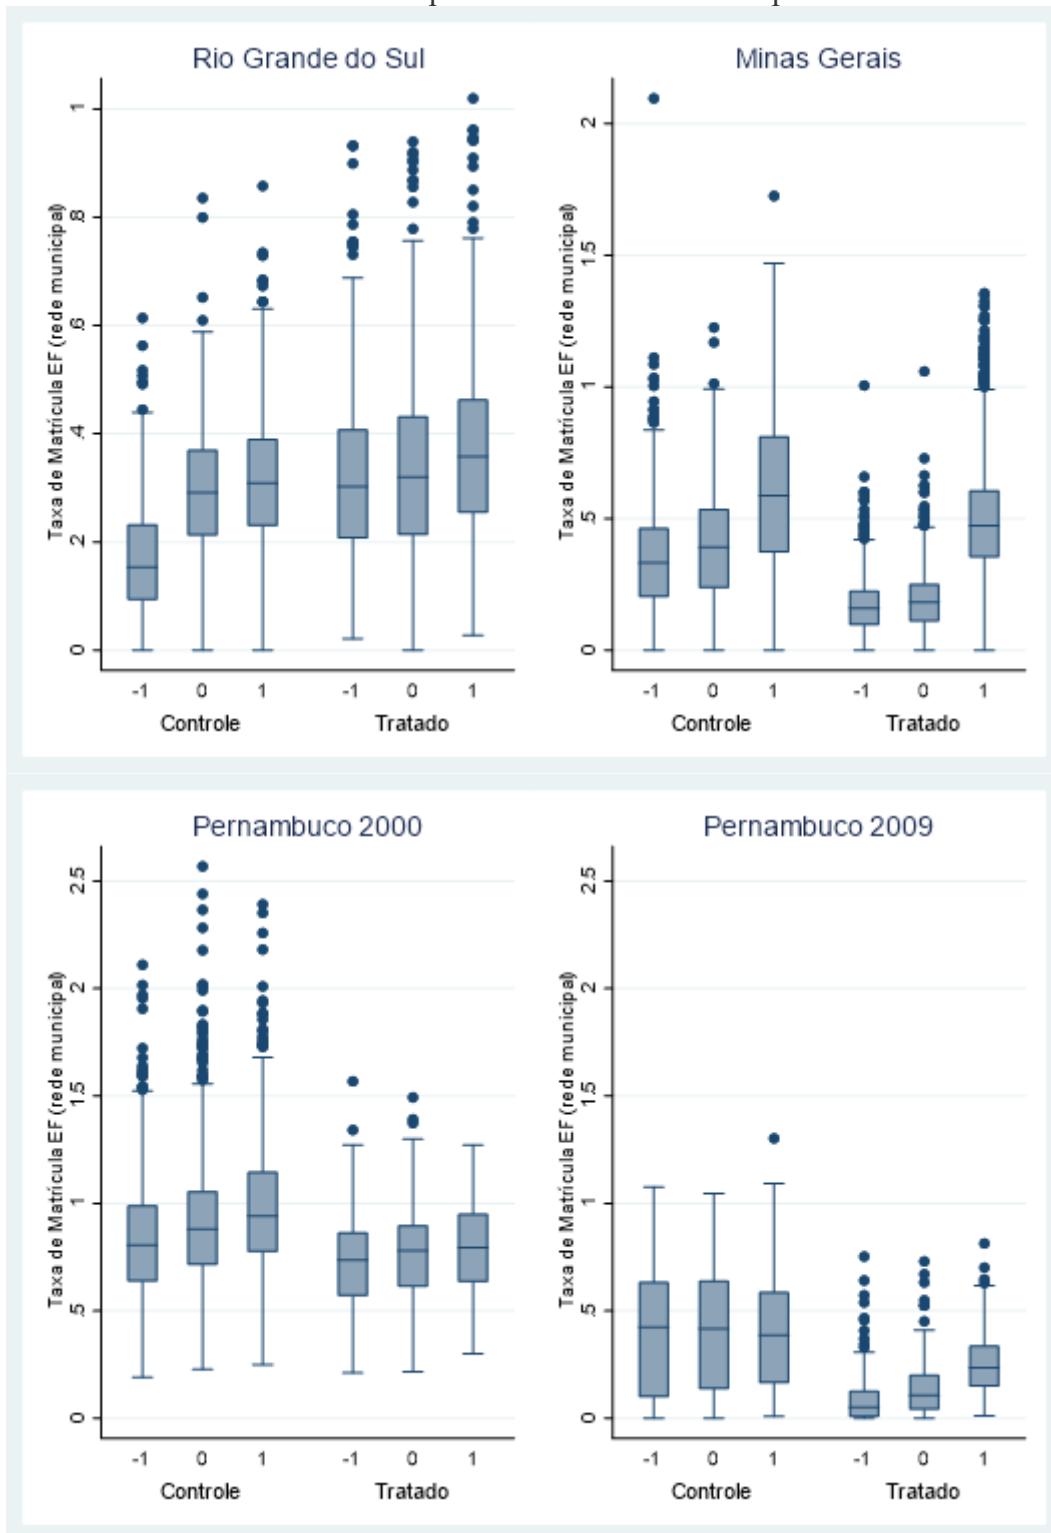 Rio Grande do Sul
Taxa de Matrícula EF (rede municipal)
1
.8
.6
.4
.2
0
-1 0 1 -1 0 1
Controle Tratado
Minas Gerais
Taxa de Matrícula EF (rede municipal)
2
1.5
1
.5
0
-1 0 1 -1 0 1
Controle Tratado
Pernambuco 2000
Taxa de Matrícula EF (rede municipal)
2.5
2
1.5
1
.5
0
-1 0 1 -1 0 1
Controle Tratado
Pernambuco 2009
Taxa de Matrícula EF (rede municipal)
2.5
2
1.5
1
.5
0
-1 0 1 -1 0 1
Controle Tratado